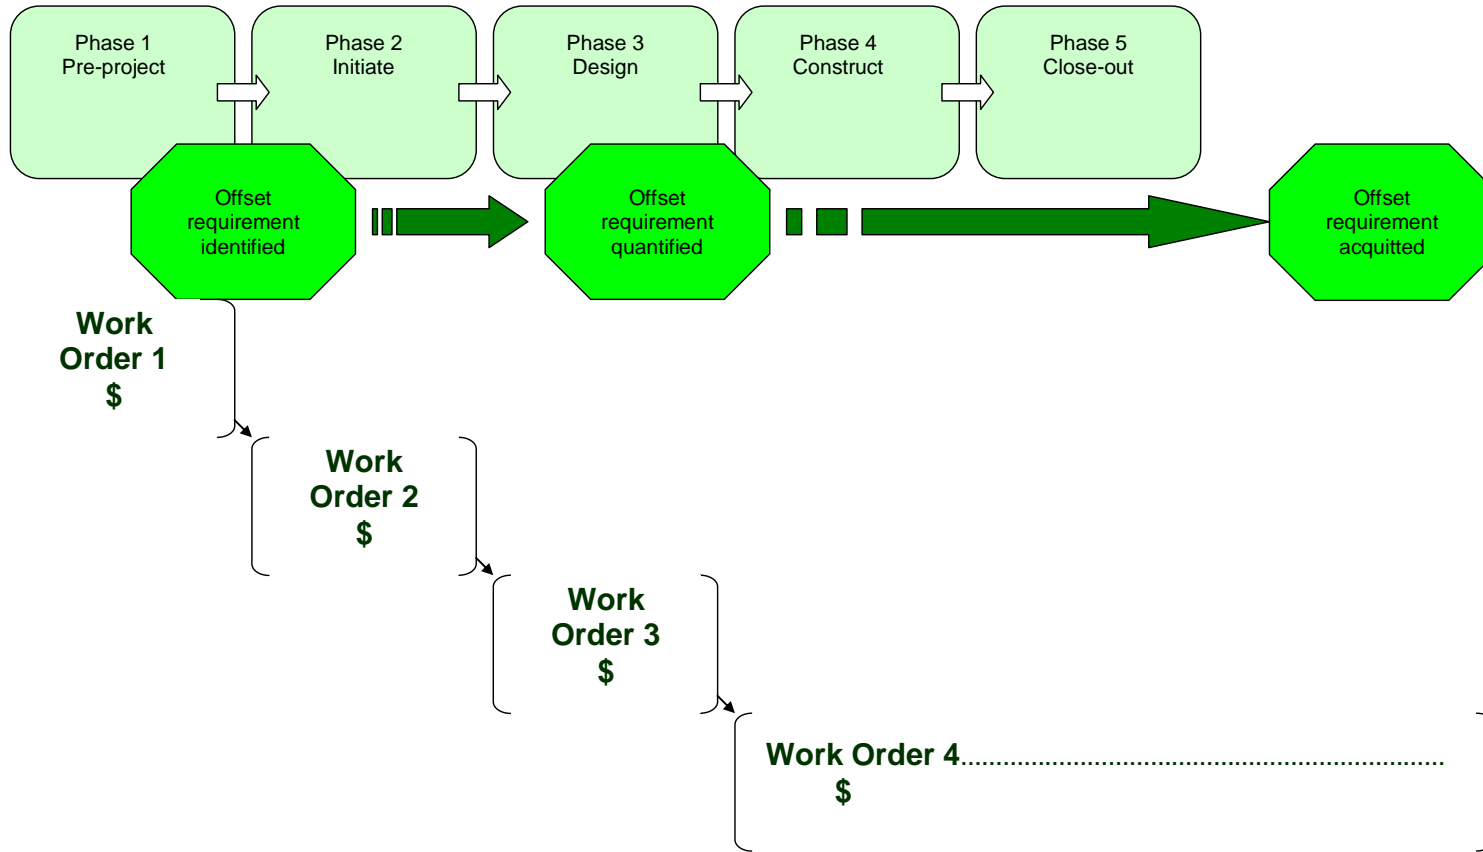 Phase 1
Pre-project
Phase 2
Initiate
Phase 3
Design
Phase 4
Construct
Phase 5
Close-out
Offset
requirement
identified
Offset
requirement
quantified
Offset
requirement
acquitted
Work
Order 1
$
Work
Order 2
$
Work
Order 3
$
Work Order 4.....................................................................
$